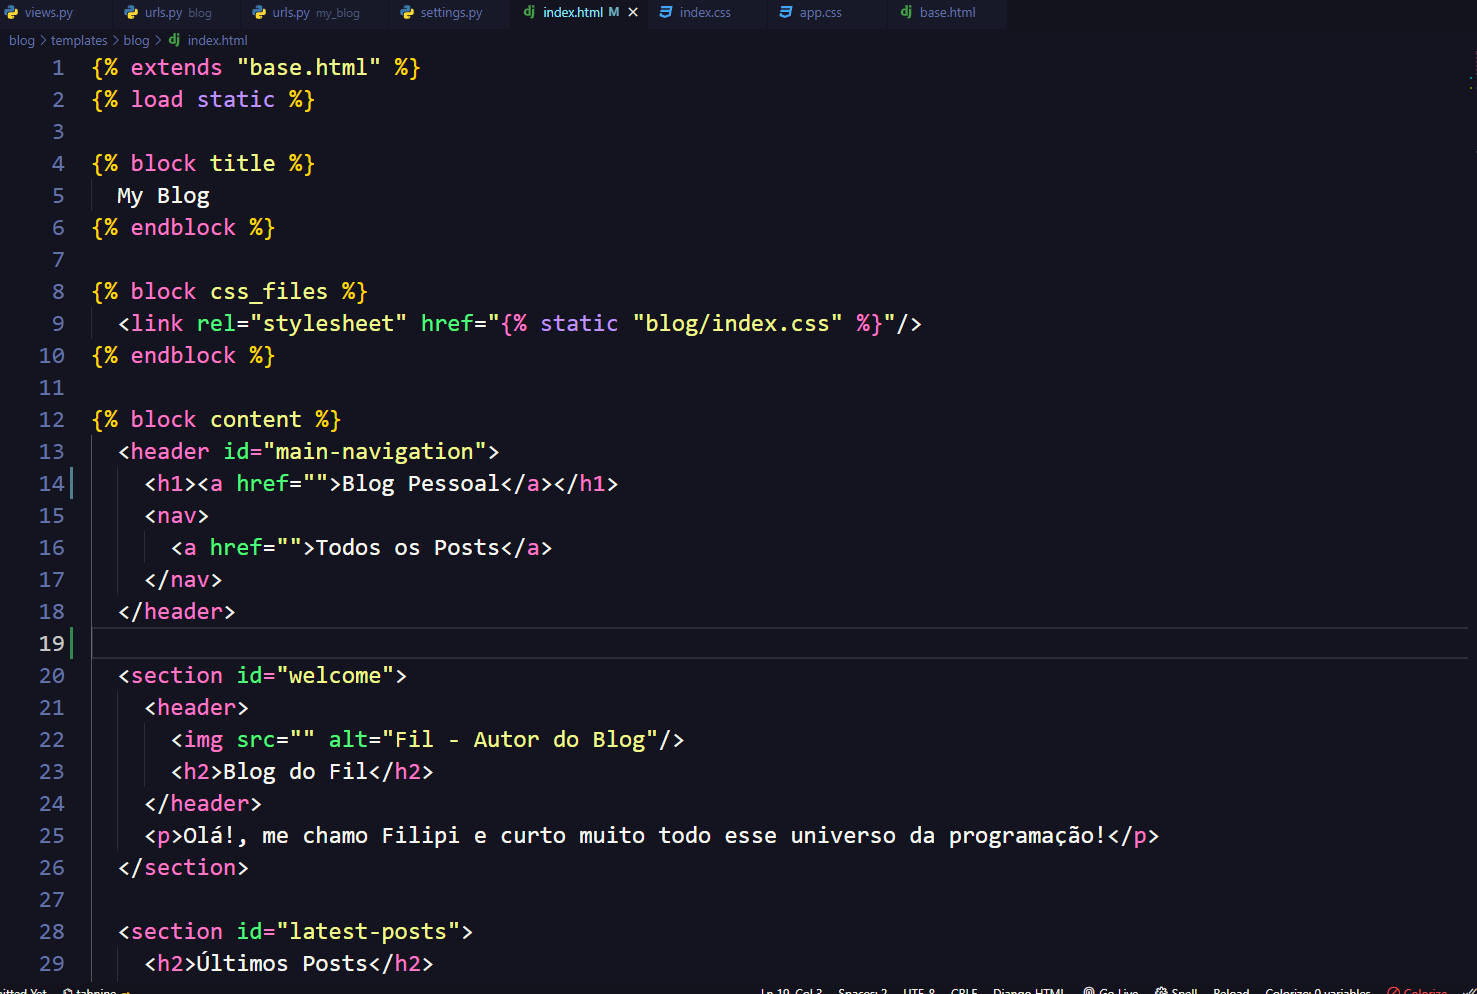 views.py urls.py blog urls.py my_blog settings.py index.html M index.css app.css base.html
blog > templates > blog > dj index.html
1 {% extends "base.html" %}
2 {% load static %}
3
4 {% block title %}
5 My Blog
6 {% endblock %}
7
8 {% block css_files %}
9 <link rel="stylesheet" href="{% static "blog/index.css" %}"/>
10 {% endblock %}
11
12 {% block content %}
13 <header id="main-navigation">
14 <h1><a href="">Blog Pessoal</a></h1>
15 <nav>
16 <a href="">Todos os Posts</a>
17 </nav>
18 </header>
19
20 <section id="welcome">
21 <header>
22 <img src="" alt="Fil - Autor do Blog"/>
23 <h2>Blog do Fil</h2>
24 </header>
25 <p>Olá!, me chamo Filipi e curto muito todo esse universo da programação!</p>
26 </section>
27
28 <section id="latest-posts">
29 <h2>Últimos Posts</h2>
Yet tabnine Ln 19, Col 3 Spaces: 2 UTF-8 CRLF Django HTML Go Live Spell Reload Colorize: 0 variables Colorize